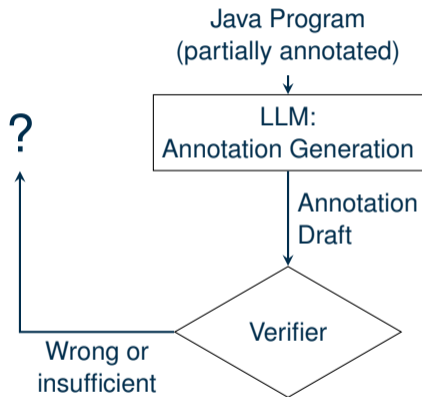 Java Program
(partially annotated)
LLM:
Annotation Generation
?
Annotation
Draft
Verifier
Wrong or
insufficient